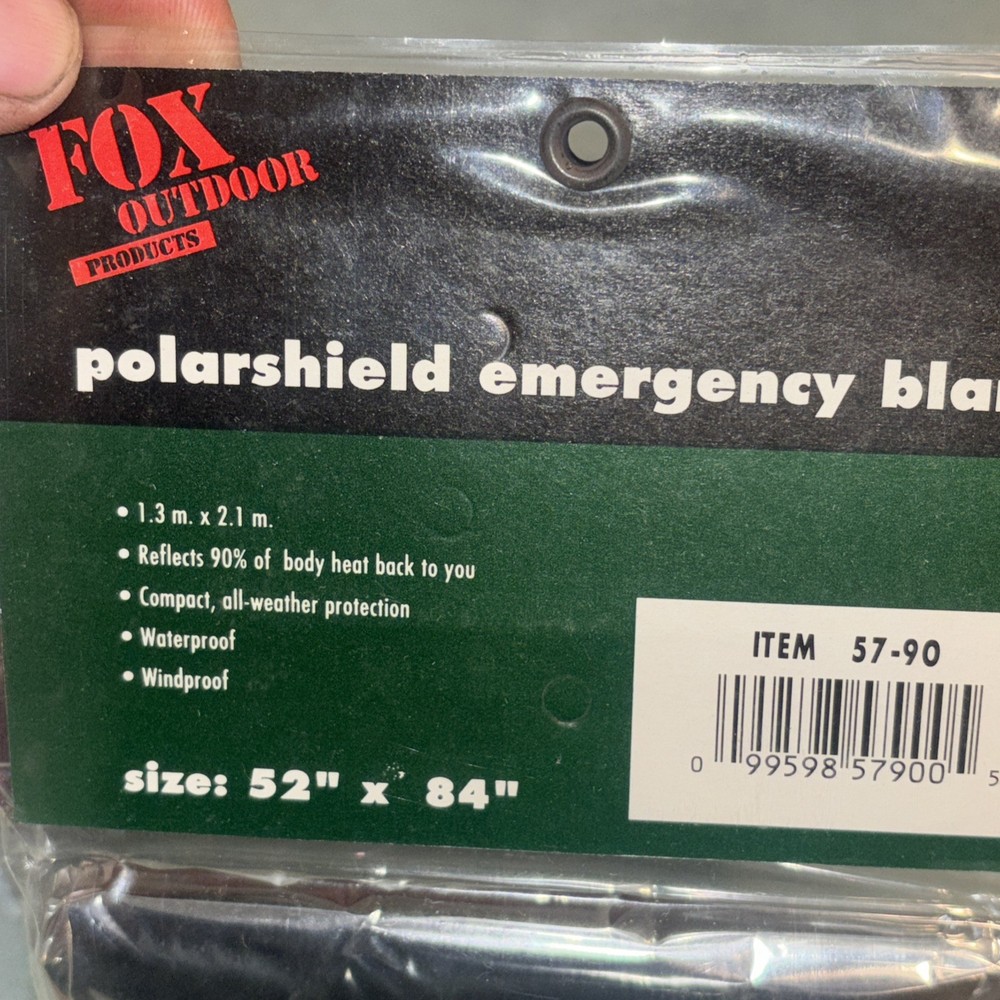 FOX
OUTDOOR
PRODUCTS
polarshield emergency bla
• 1.3 m. x 2.1 m.
• Reflects 90% of body heat back to you
• Compact, all-weather protection
• Waterproof
• Windproof
size: 52" x 84"
ITEM 57-90
0 99598 57900 5